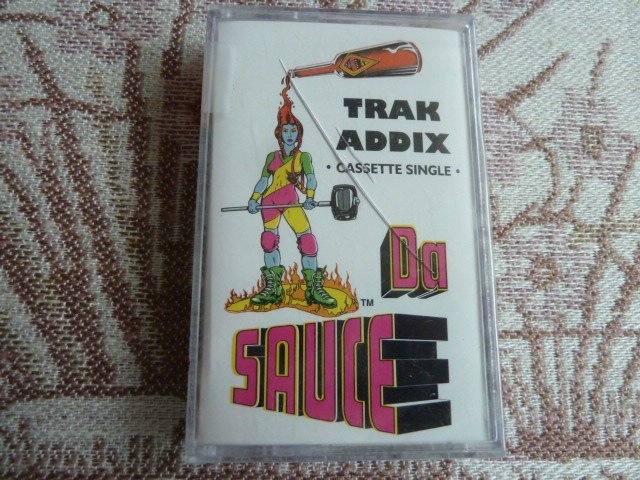 TRAK
ADDIX
• CASSETTE SINGLE •
Da
TM
SAUCE